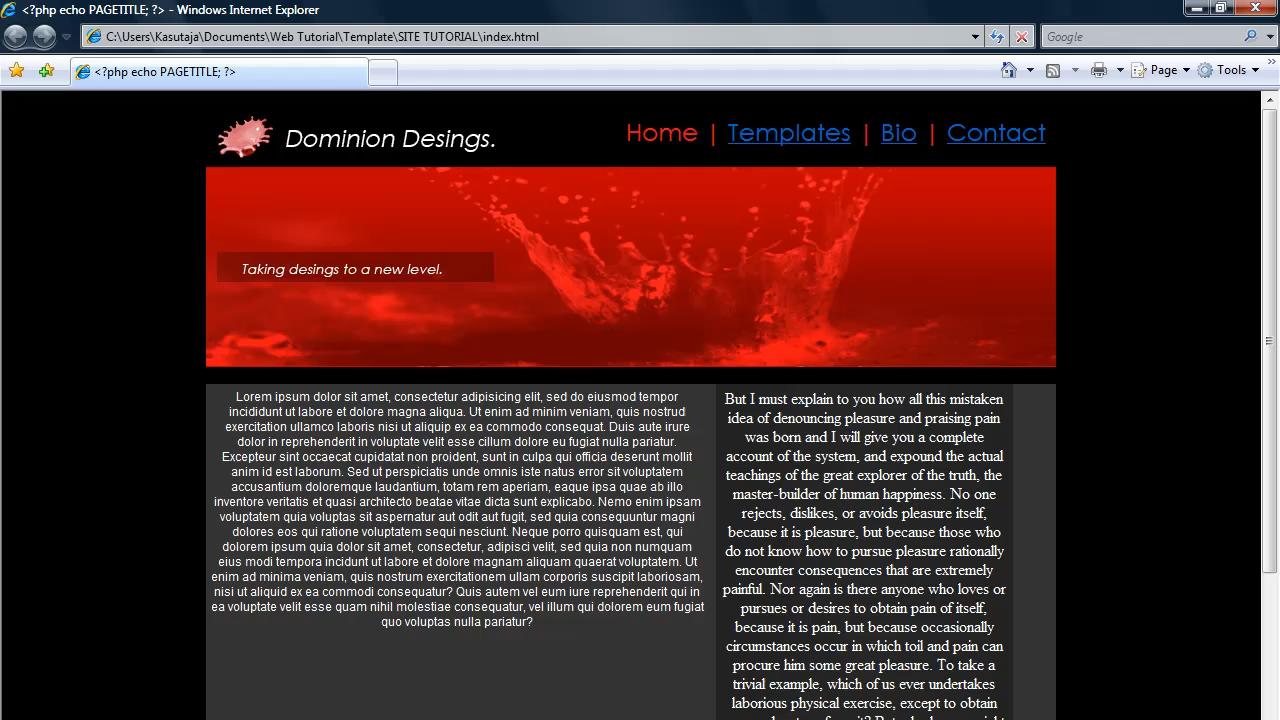 <?php echo PAGETITLE; ?> - Windows Internet Explorer
C:\Users\Kasutaja\Documents\Web Tutorial\Template\SITE TUTORIAL\index.html
Google
<?php echo PAGETITLE; ?>
Page
Tools
Dominion Desings.
Home | Templates | Bio | Contact
Taking desings to a new level.
Lorem ipsum dolor sit amet, consectetur adipisicing elit, sed do eiusmod tempor
incididunt ut labore et dolore magna aliqua. Ut enim ad minim veniam, quis nostrud
exercitation ullamco laboris nisi ut aliquip ex ea commodo consequat. Duis aute irure
dolor in reprehenderit in voluptate velit esse cillum dolore eu fugiat nulla pariatur.
Excepteur sint occaecat cupidatat non proident, sunt in culpa qui officia deserunt mollit
anim id est laborum. Sed ut perspiciatis unde omnis iste natus error sit voluptatem
accusantium doloremque laudantium, totam rem aperiam, eaque ipsa quae ab illo
inventore veritatis et quasi architecto beatae vitae dicta sunt explicabo. Nemo enim ipsam
voluptatem quia voluptas sit aspernatur aut odit aut fugit, sed quia consequuntur magni
dolores eos qui ratione voluptatem sequi nesciunt. Neque porro quisquam est, qui
dolorem ipsum quia dolor sit amet, consectetur, adipisci velit, sed quia non numquam
eius modi tempora incidunt ut labore et dolore magnam aliquam quaerat voluptatem. Ut
enim ad minima veniam, quis nostrum exercitationem ullam corporis suscipit laboriosam,
nisi ut aliquid ex ea commodi consequatur? Quis autem vel eum iure reprehenderit qui in
ea voluptate velit esse quam nihil molestiae consequatur, vel illum qui dolorem eum fugiat
quo voluptas nulla pariatur?
But I must explain to you how all this mistaken
idea of denouncing pleasure and praising pain
was born and I will give you a complete
account of the system, and expound the actual
teachings of the great explorer of the truth, the
master-builder of human happiness. No one
rejects, dislikes, or avoids pleasure itself,
because it is pleasure, but because those who
do not know how to pursue pleasure rationally
encounter consequences that are extremely
painful. Nor again is there anyone who loves or
pursues or desires to obtain pain of itself,
because it is pain, but because occasionally
circumstances occur in which toil and pain can
procure him some great pleasure. To take a
trivial example, which of us ever undertakes
laborious physical exercise, except to obtain